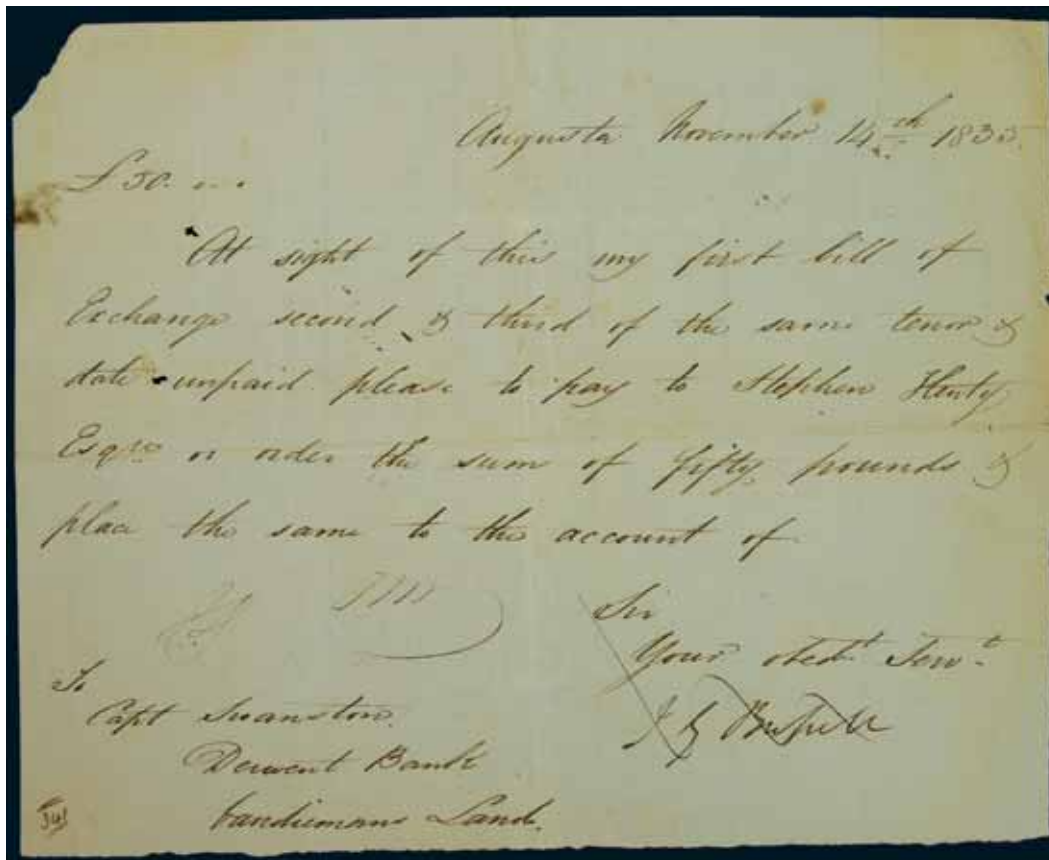 Augusta November 14th 1833.
£50. ...
At sight of this my first bill of
Exchange second & third of the same tenor &
date unpaid please to pay to Stephen Henty
Esqre or order the sum of fifty pounds &
place the same to the account of
Sir
Your obedt. Servt.
J G Bussell
To
Capt Swanston.
Derwent Bank
Vandiemans Land.